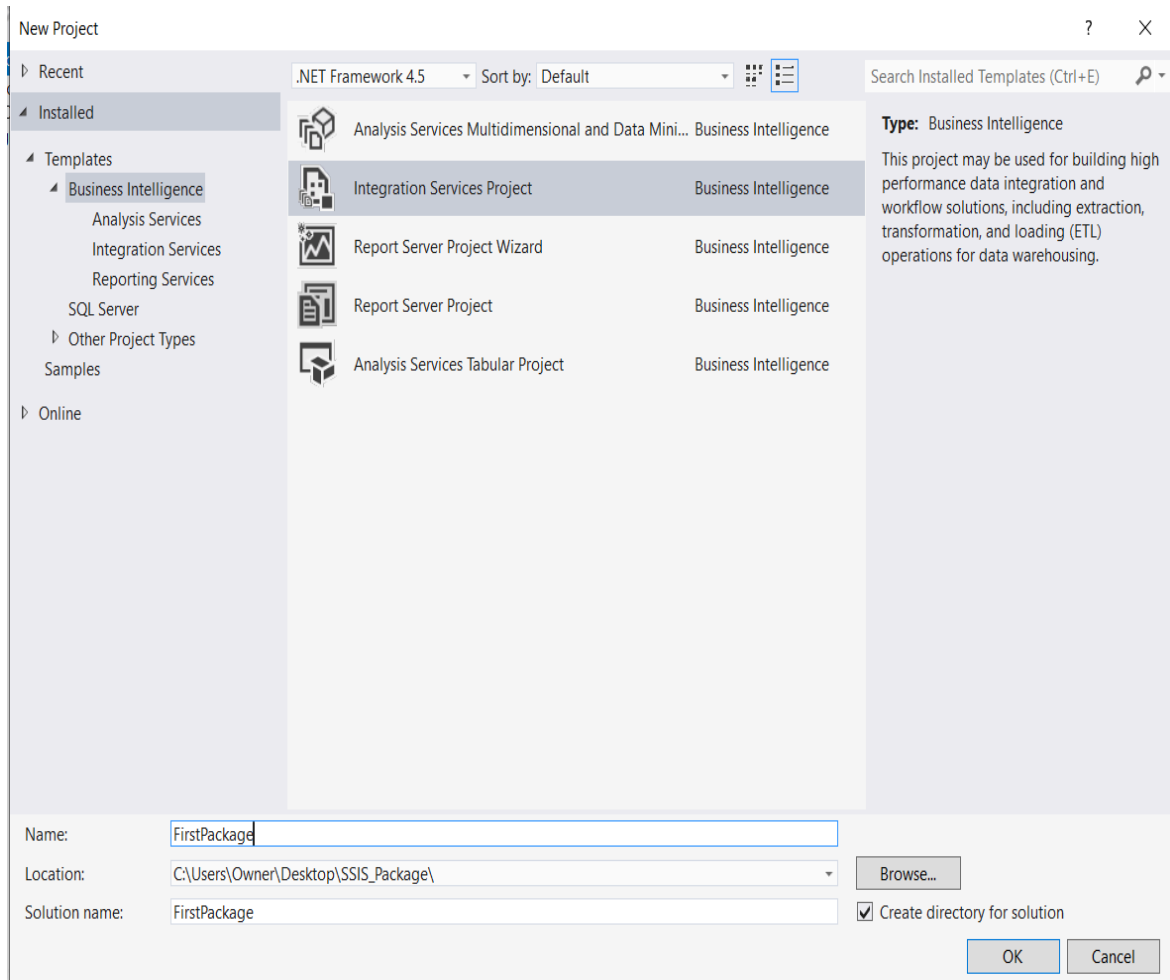 New Project
?
Recent
Installed
Templates
Business Intelligence
Analysis Services
Integration Services
Reporting Services
SQL Server
Other Project Types
Samples
Online
.NET Framework 4.5
Sort by: Default
Analysis Services Multidimensional and Data Mini... Business Intelligence
Integration Services Project Business Intelligence
Report Server Project Wizard Business Intelligence
Report Server Project Business Intelligence
Analysis Services Tabular Project Business Intelligence
Search Installed Templates (Ctrl+E)
Type: Business Intelligence
This project may be used for building high
performance data integration and
workflow solutions, including extraction,
transformation, and loading (ETL)
operations for data warehousing.
Name: FirstPackage
Location: C:\Users\Owner\Desktop\SSIS_Package\
Browse...
Solution name: FirstPackage
Create directory for solution
OK Cancel